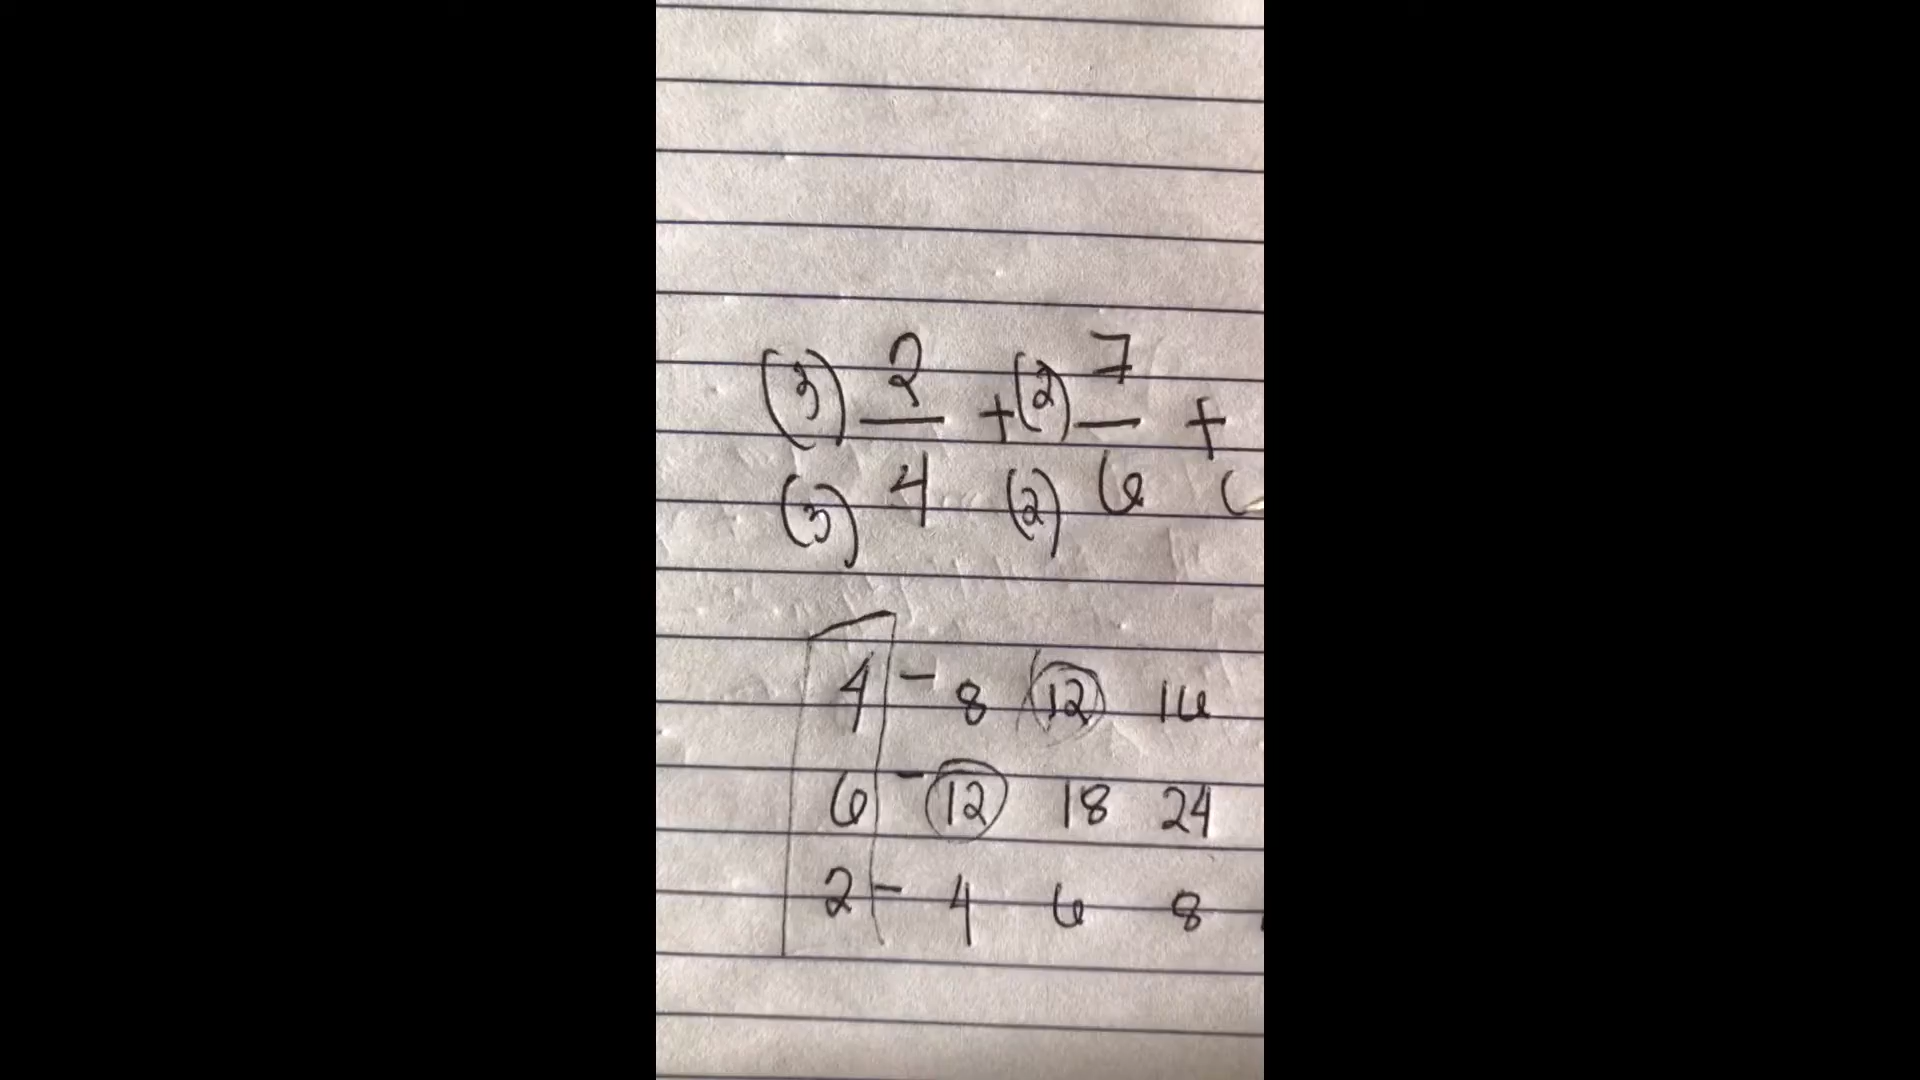 (3) 2 + (2) 7 +
(3) 4 (2) 6 (
4 - 8 12 16
6 - 12 18 24
2 - 4 6 8